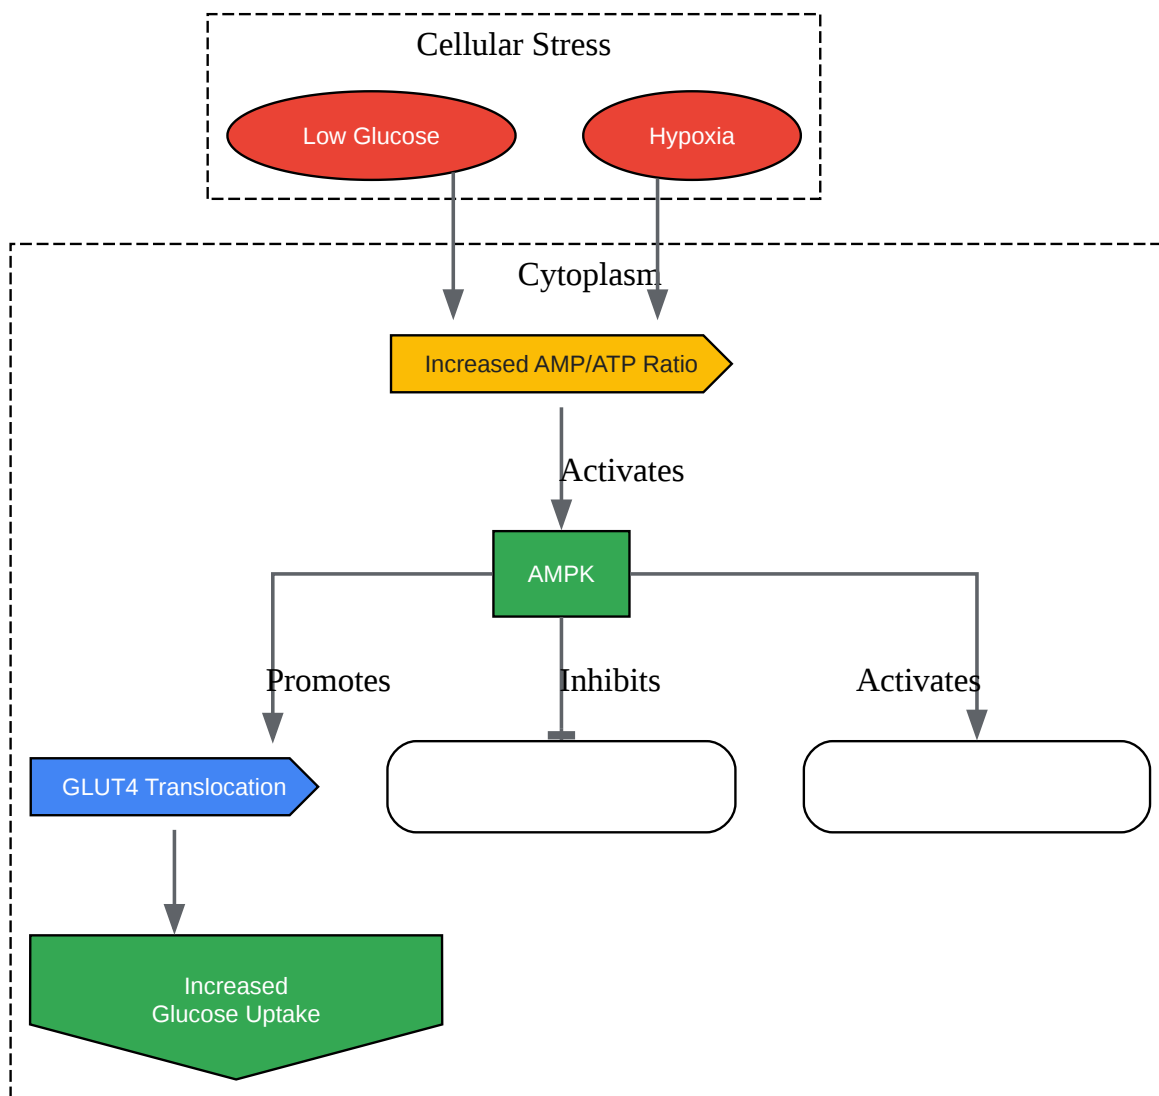 Cellular Stress
Low Glucose
Hypoxia
Cytoplasm
Increased AMP/ATP Ratio
Activates
AMPK
Promotes
Inhibits
Activates
GLUT4 Translocation
Increased
Glucose Uptake